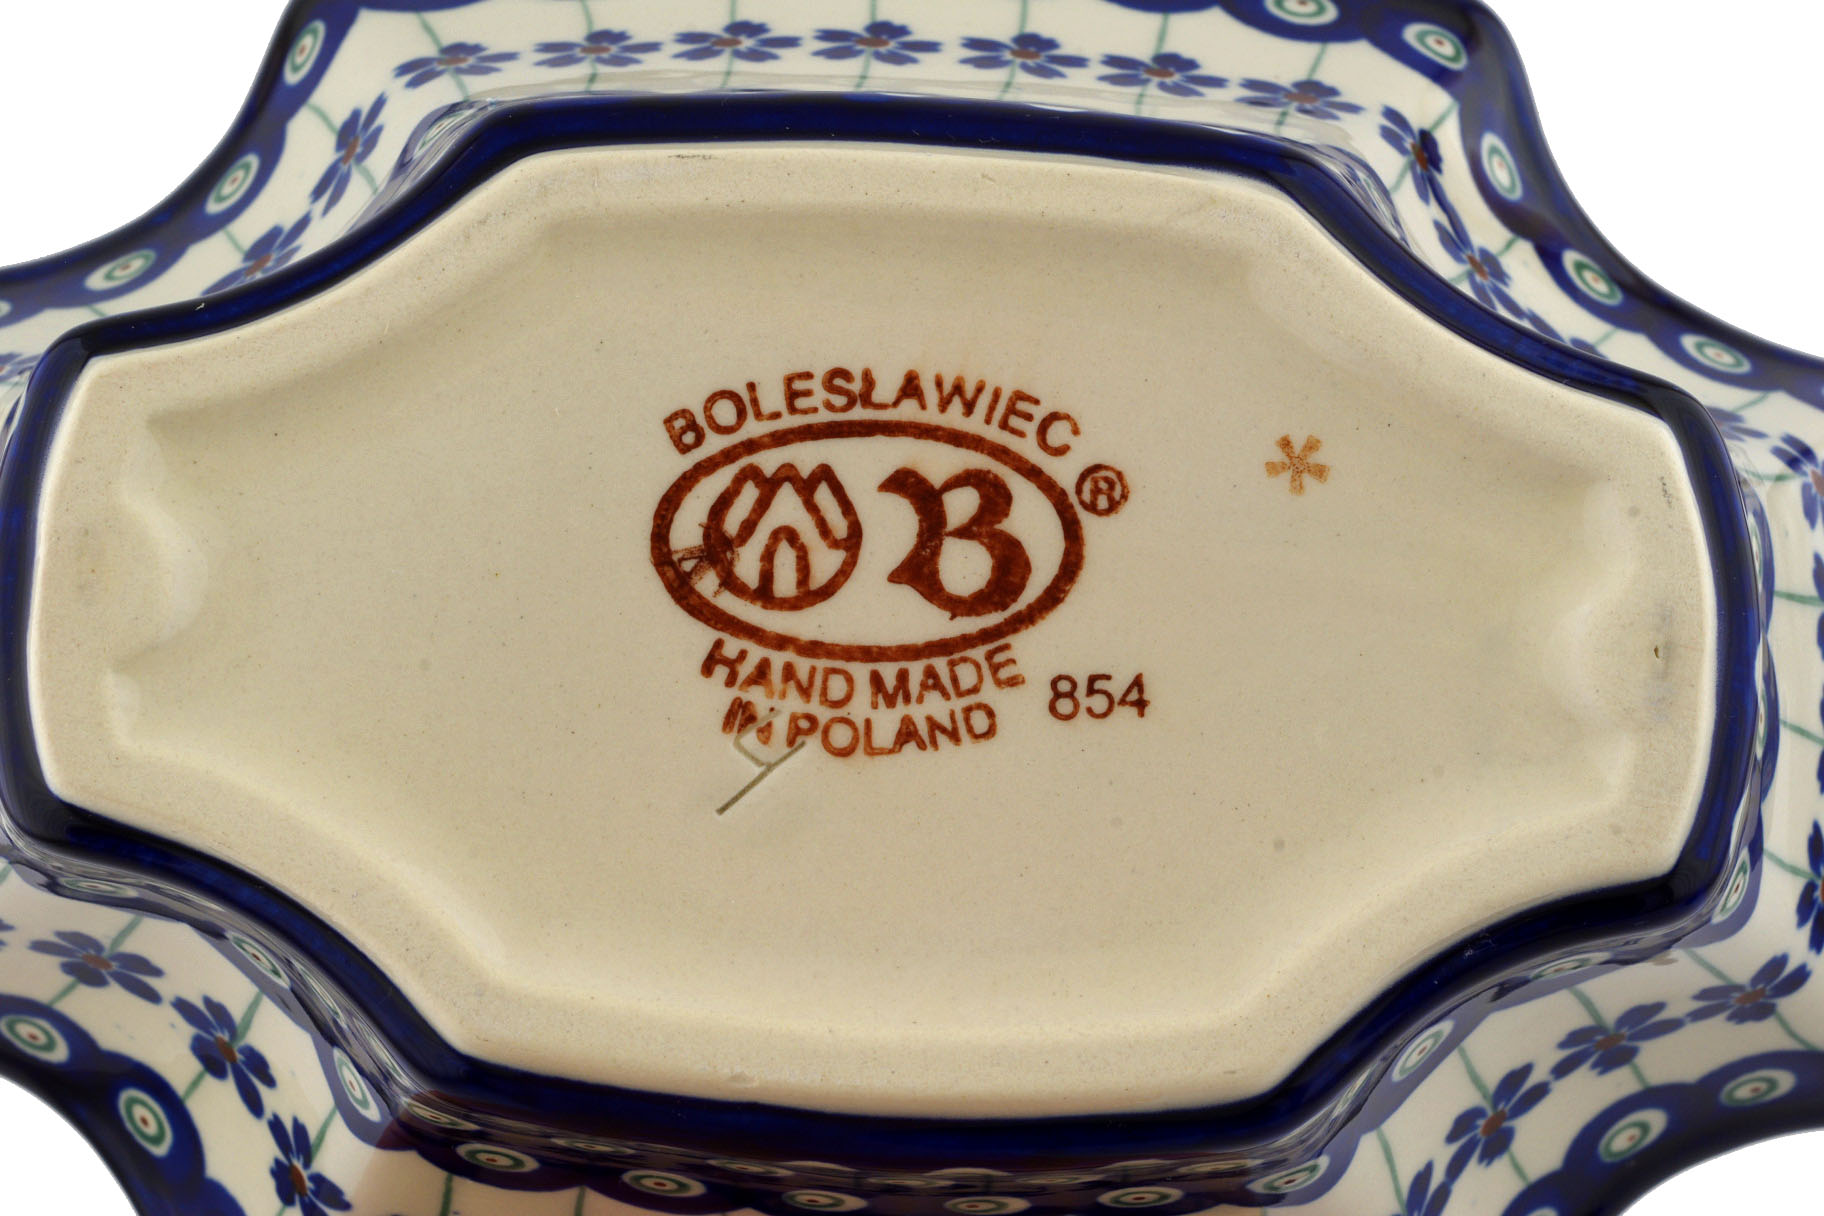 BOLESŁAWIEC
B ®
HAND MADE
IN POLAND
854